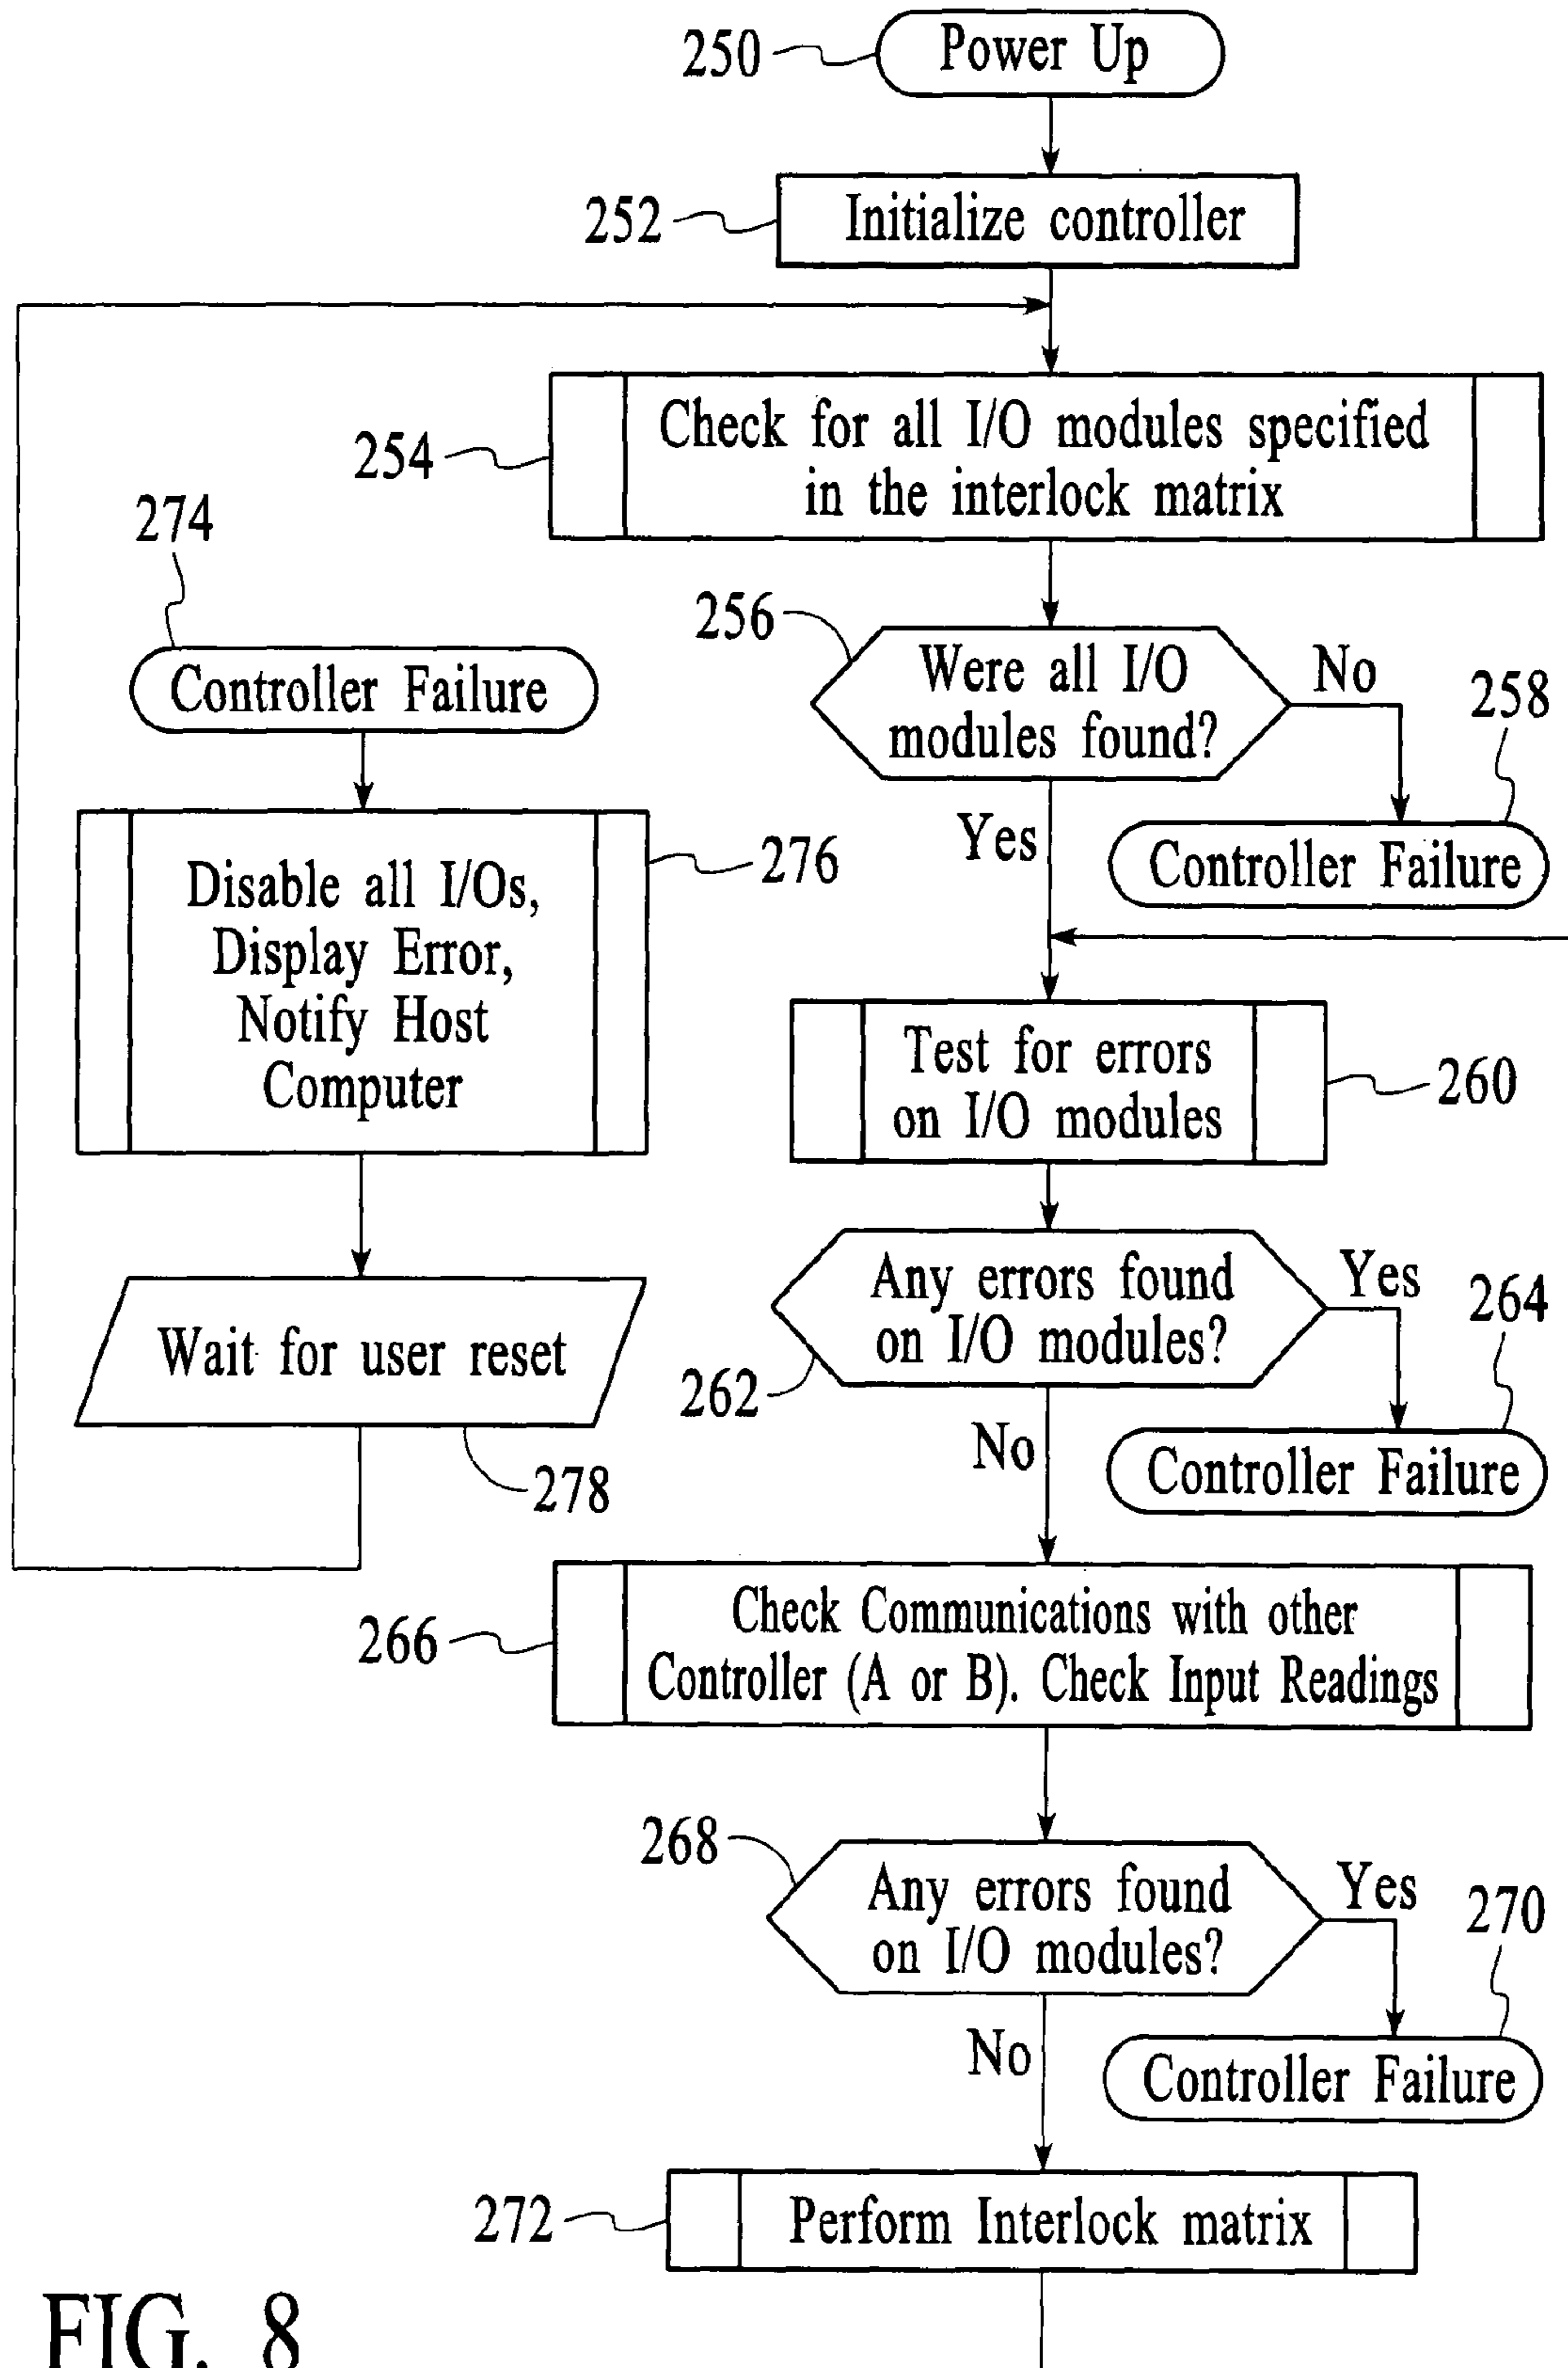 250
Power Up
252
Initialize controller
254
Check for all I/O modules specified
in the interlock matrix
274
Controller Failure
256
Were all I/O
modules found?
No
258
Controller Failure
Yes
276
Disable all I/Os,
Display Error,
Notify Host
Computer
Test for errors
on I/O modules
260
Any errors found
on I/O modules?
Yes
264
262
Controller Failure
No
Wait for user reset
278
266
Check Communications with other
Controller (A or B). Check Input Readings
268
Any errors found
on I/O modules?
Yes
270
Controller Failure
No
272
Perform Interlock matrix
FIG. 8